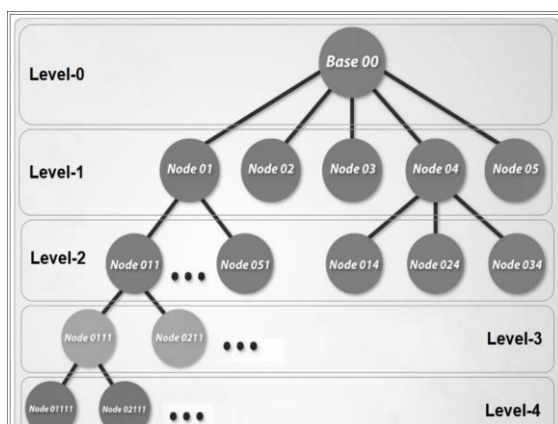 Base 00
Level-0
Node 01 Node 02 Node 03 Node 04 Node 05
Level-1
Level-2
Node 011 Node 051 Node 014 Node 024 Node 034
Node 0111 Node 0211
Level-3
Node 01111 Node 02111
Level-4